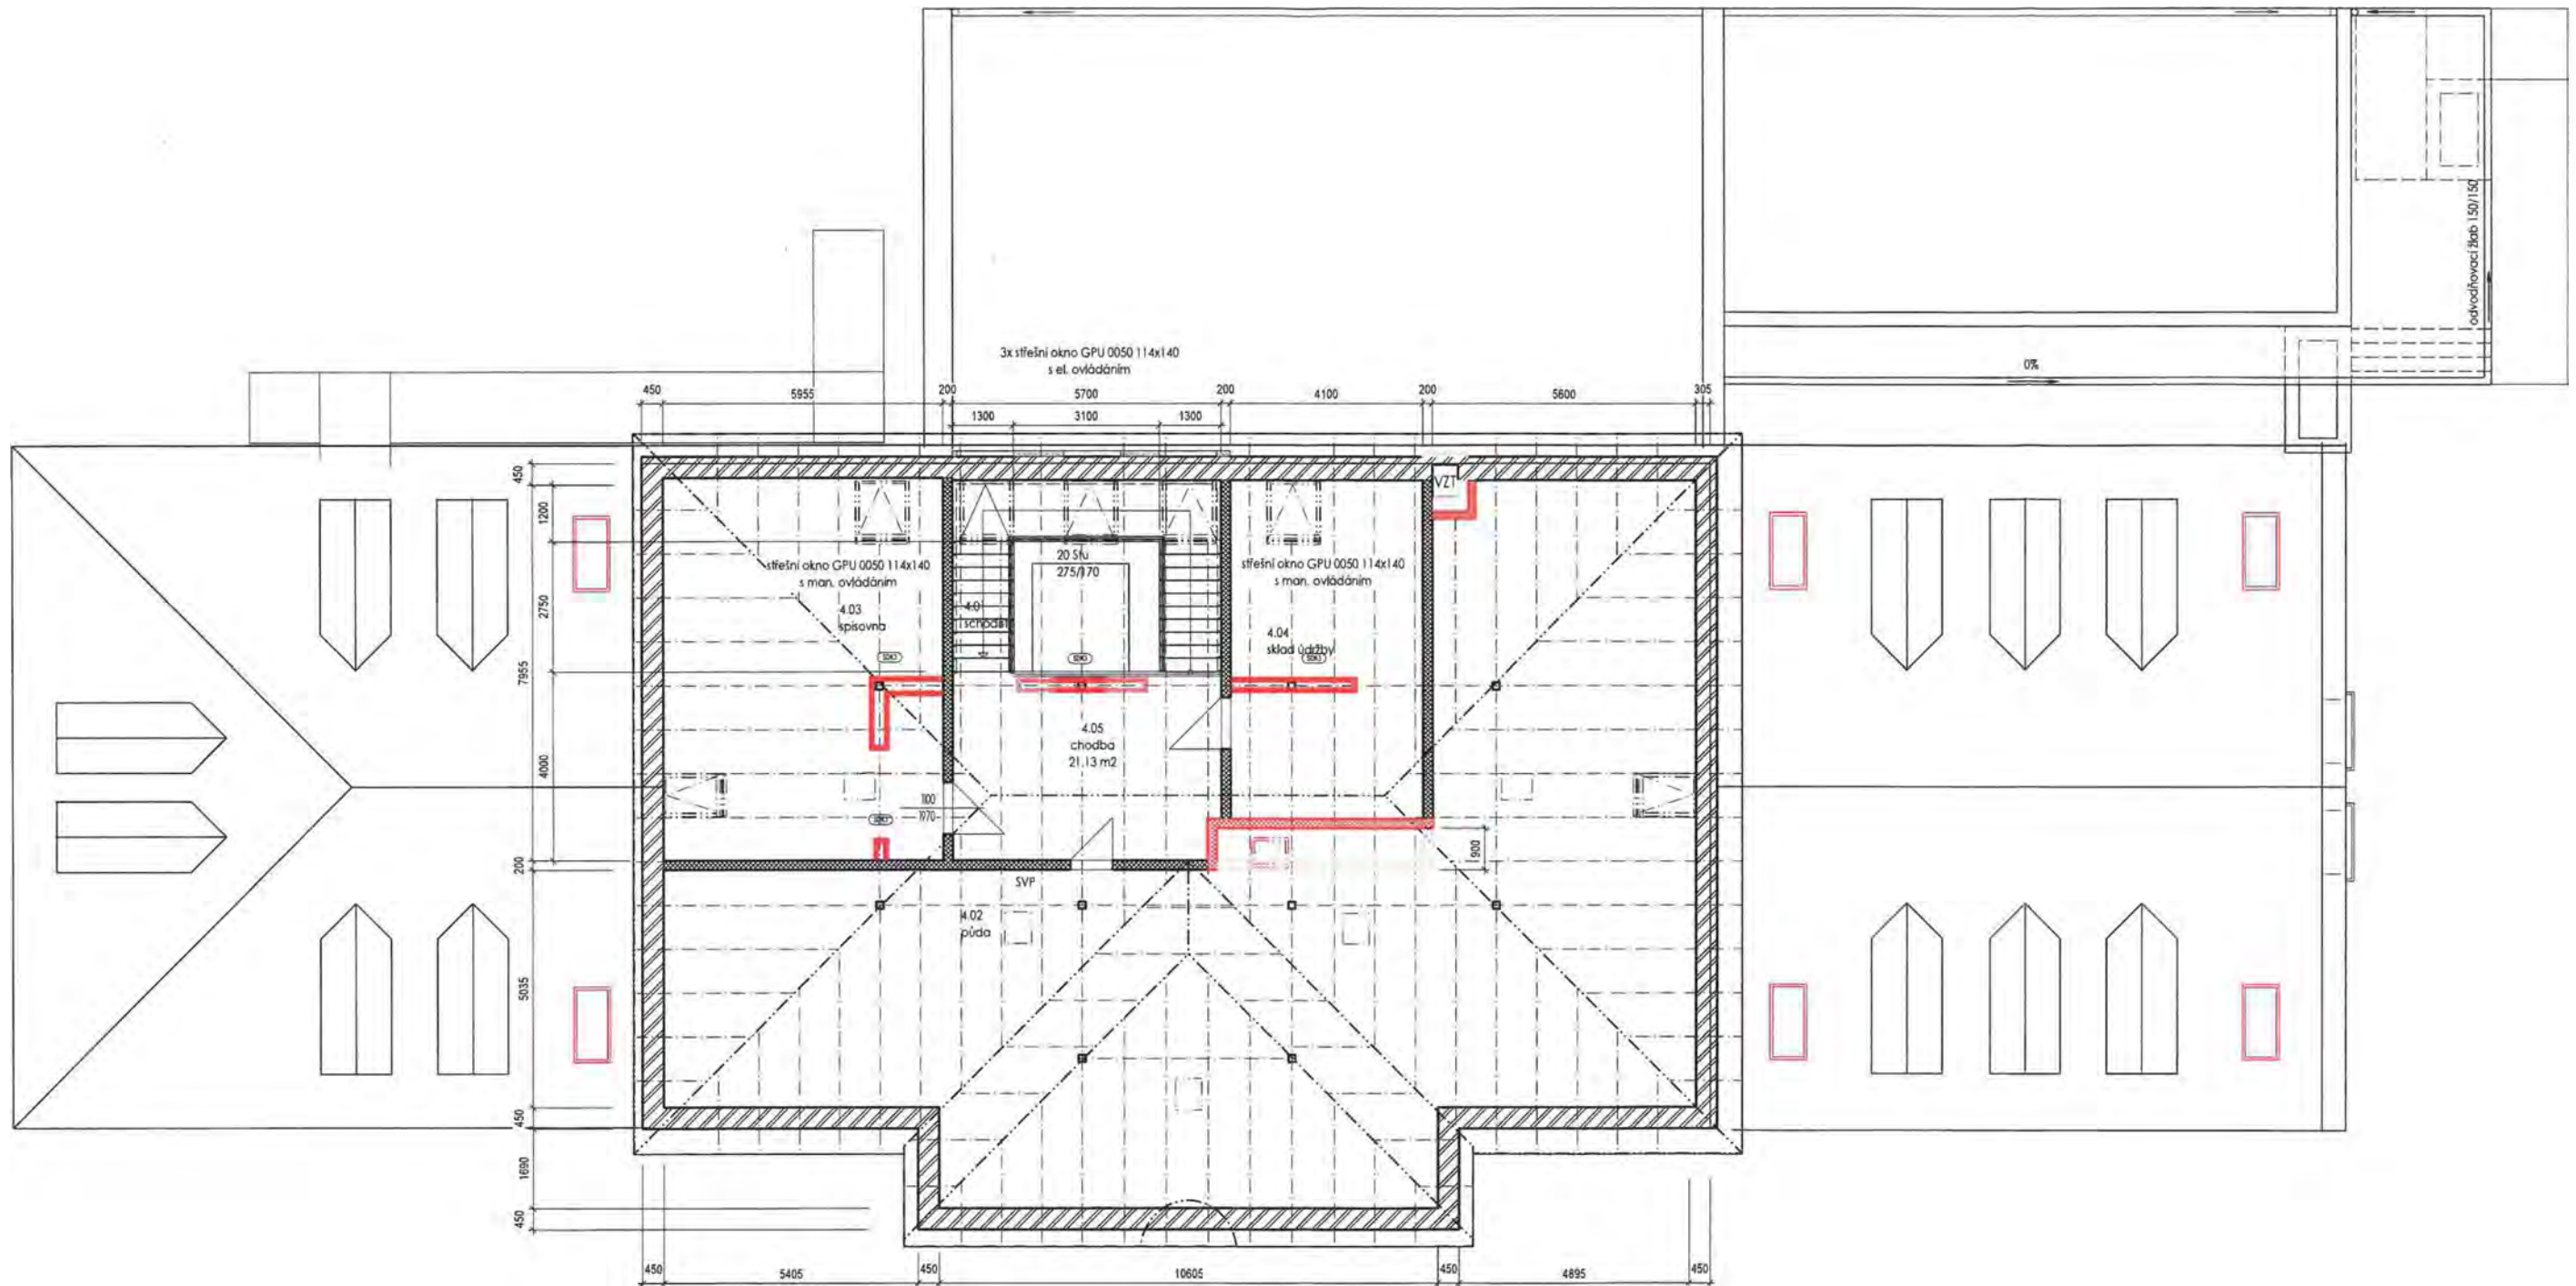 odvodňovací žlab 150/150
0%
3x střešní okno GPU 0050 114x140
s el. ovládáním
450 5955 200 5700 200 4100 200 5600 305
1300 3100 1300
450
1200
2750
7955
4000
200
5035
450
1690
450
VZT
20 Stu
275/170
střešní okno GPU 0050 114x140
s man. ovládáním
střešní okno GPU 0050 114x140
s man. ovládáním
4.03
spisovna
4.0
schodi
4.04
sklad údržby
4.05
chodba
21.13 m2
1100
1970
900
SVP
4.02
půda
450 5405 450 10605 450 4895 450